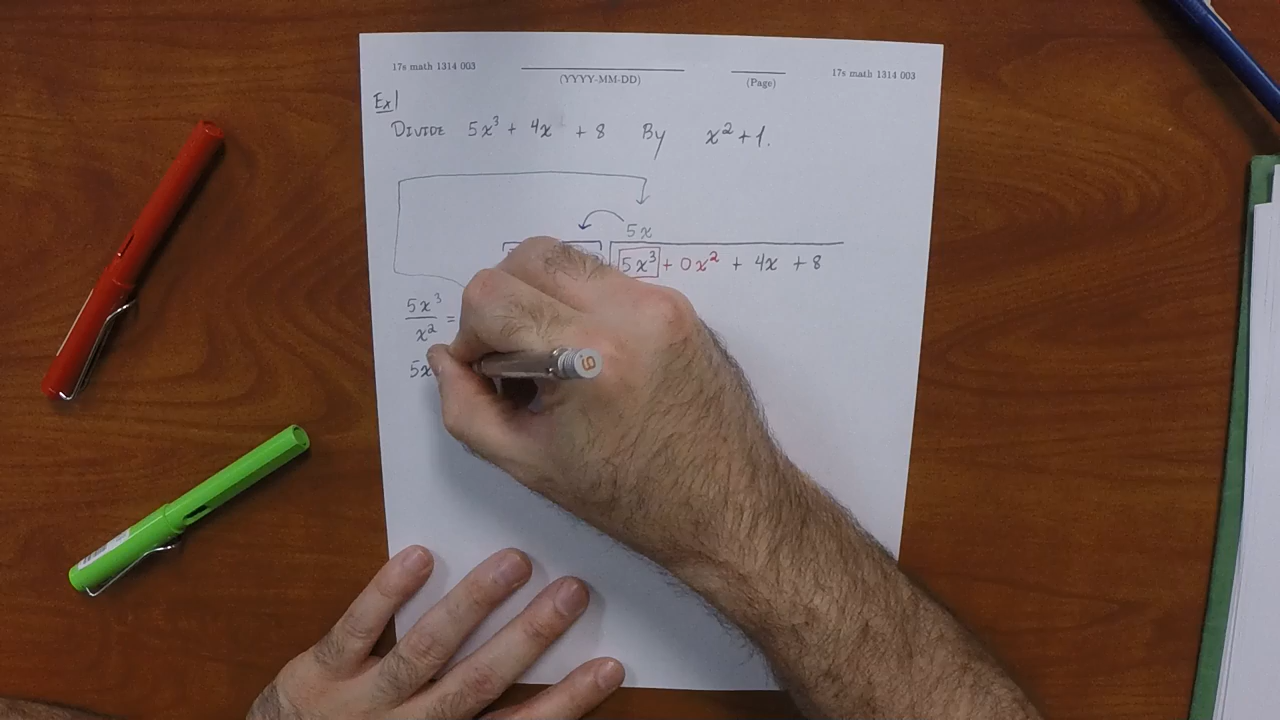 17s math 1314 003 (YYYY-MM-DD) (Page) 17s math 1314 003
Ex1
DIVIDE 5x³ + 4x + 8 By x² + 1.
5x
5x³ + 0x² + 4x + 8
5x³/x² =
5x